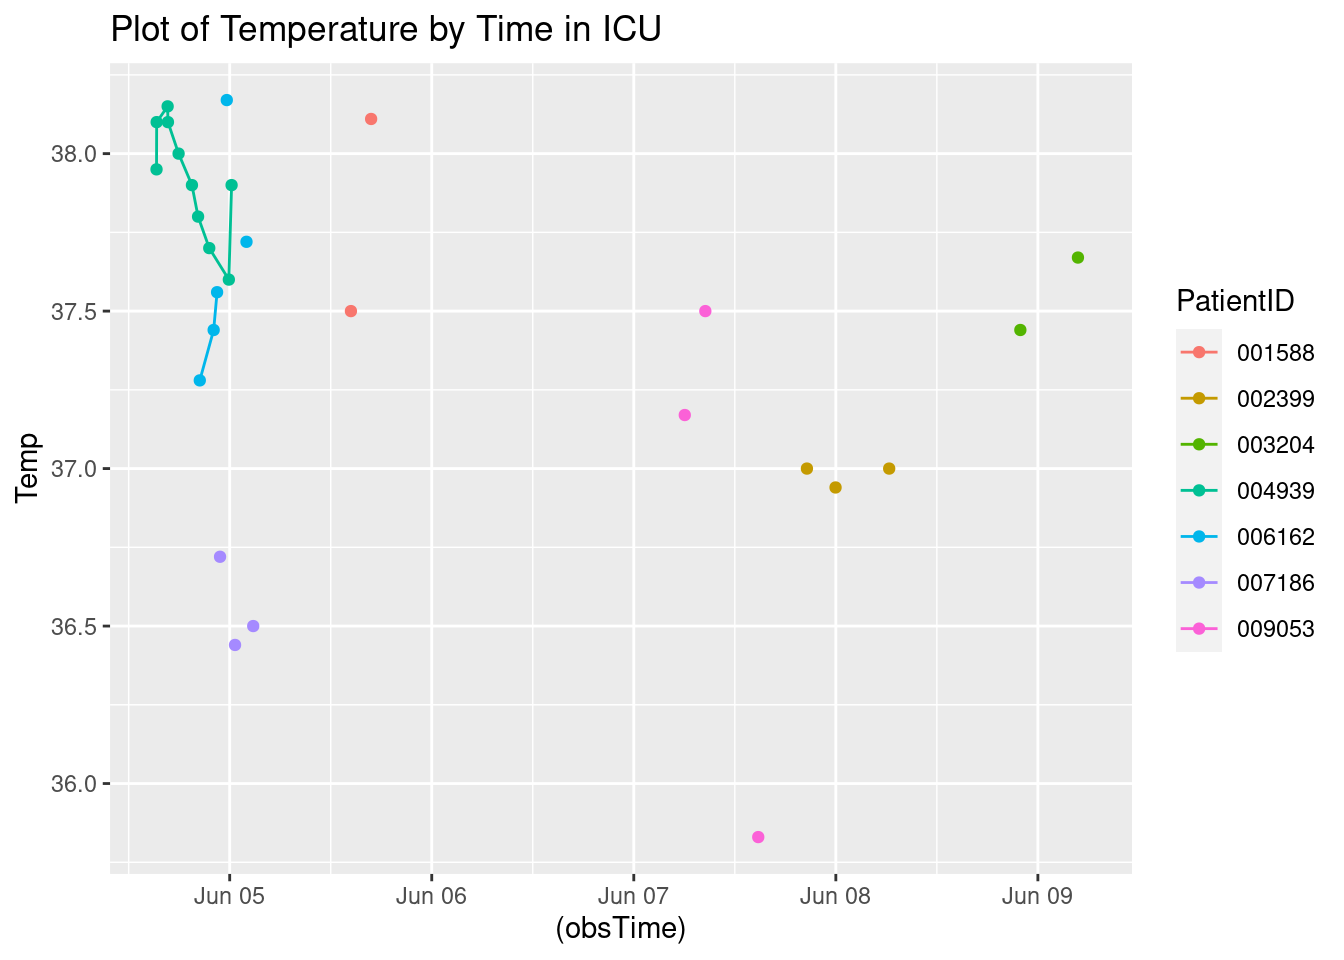 Plot of Temperature by Time in ICU
38.0
37.5
37.0
36.5
36.0
Temp
Jun 05
Jun 06
Jun 07
Jun 08
Jun 09
(obsTime)
PatientID
001588
002399
003204
004939
006162
007186
009053